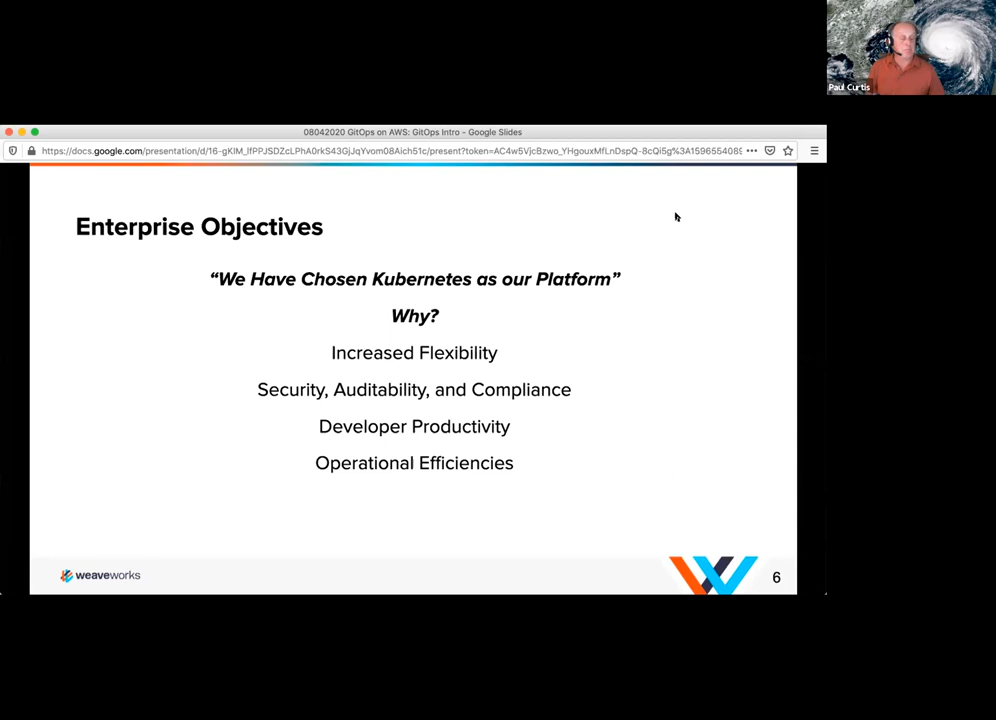 Paul Curtis
08042020 GitOps on AWS: GitOps Intro - Google Slides
Enterprise Objectives
“We Have Chosen Kubernetes as our Platform”
Why?
Increased Flexibility
Security, Auditability, and Compliance
Developer Productivity
Operational Efficiencies
weaveworks
6